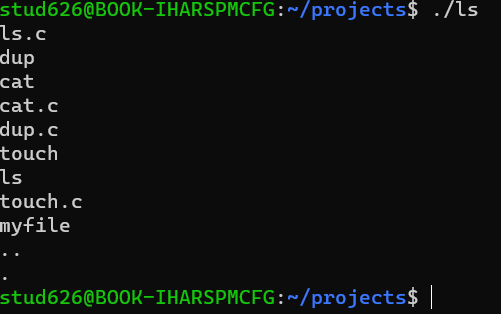 stud626@BOOK-IHARSPMCFG:~/projects$ ./ls
ls.c
dup
cat
cat.c
dup.c
touch
ls
touch.c
myfile
..
.
stud626@BOOK-IHARSPMCFG:~/projects$